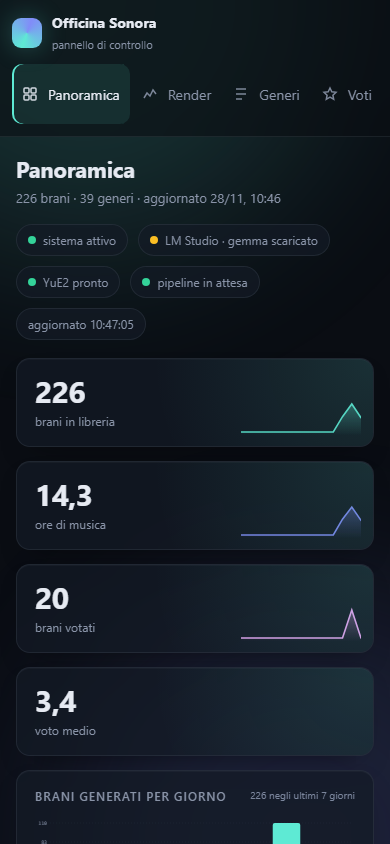 Officina Sonora
pannello di controllo
Panoramica
Render
Generi
Voti
Panoramica
226 brani · 39 generi · aggiornato 28/11, 10:46
sistema attivo
LM Studio · gemma scaricato
YuE2 pronto
pipeline in attesa
aggiornato 10:47:05
226
brani in libreria
14,3
ore di musica
20
brani votati
3,4
voto medio
BRANI GENERATI PER GIORNO
226 negli ultimi 7 giorni